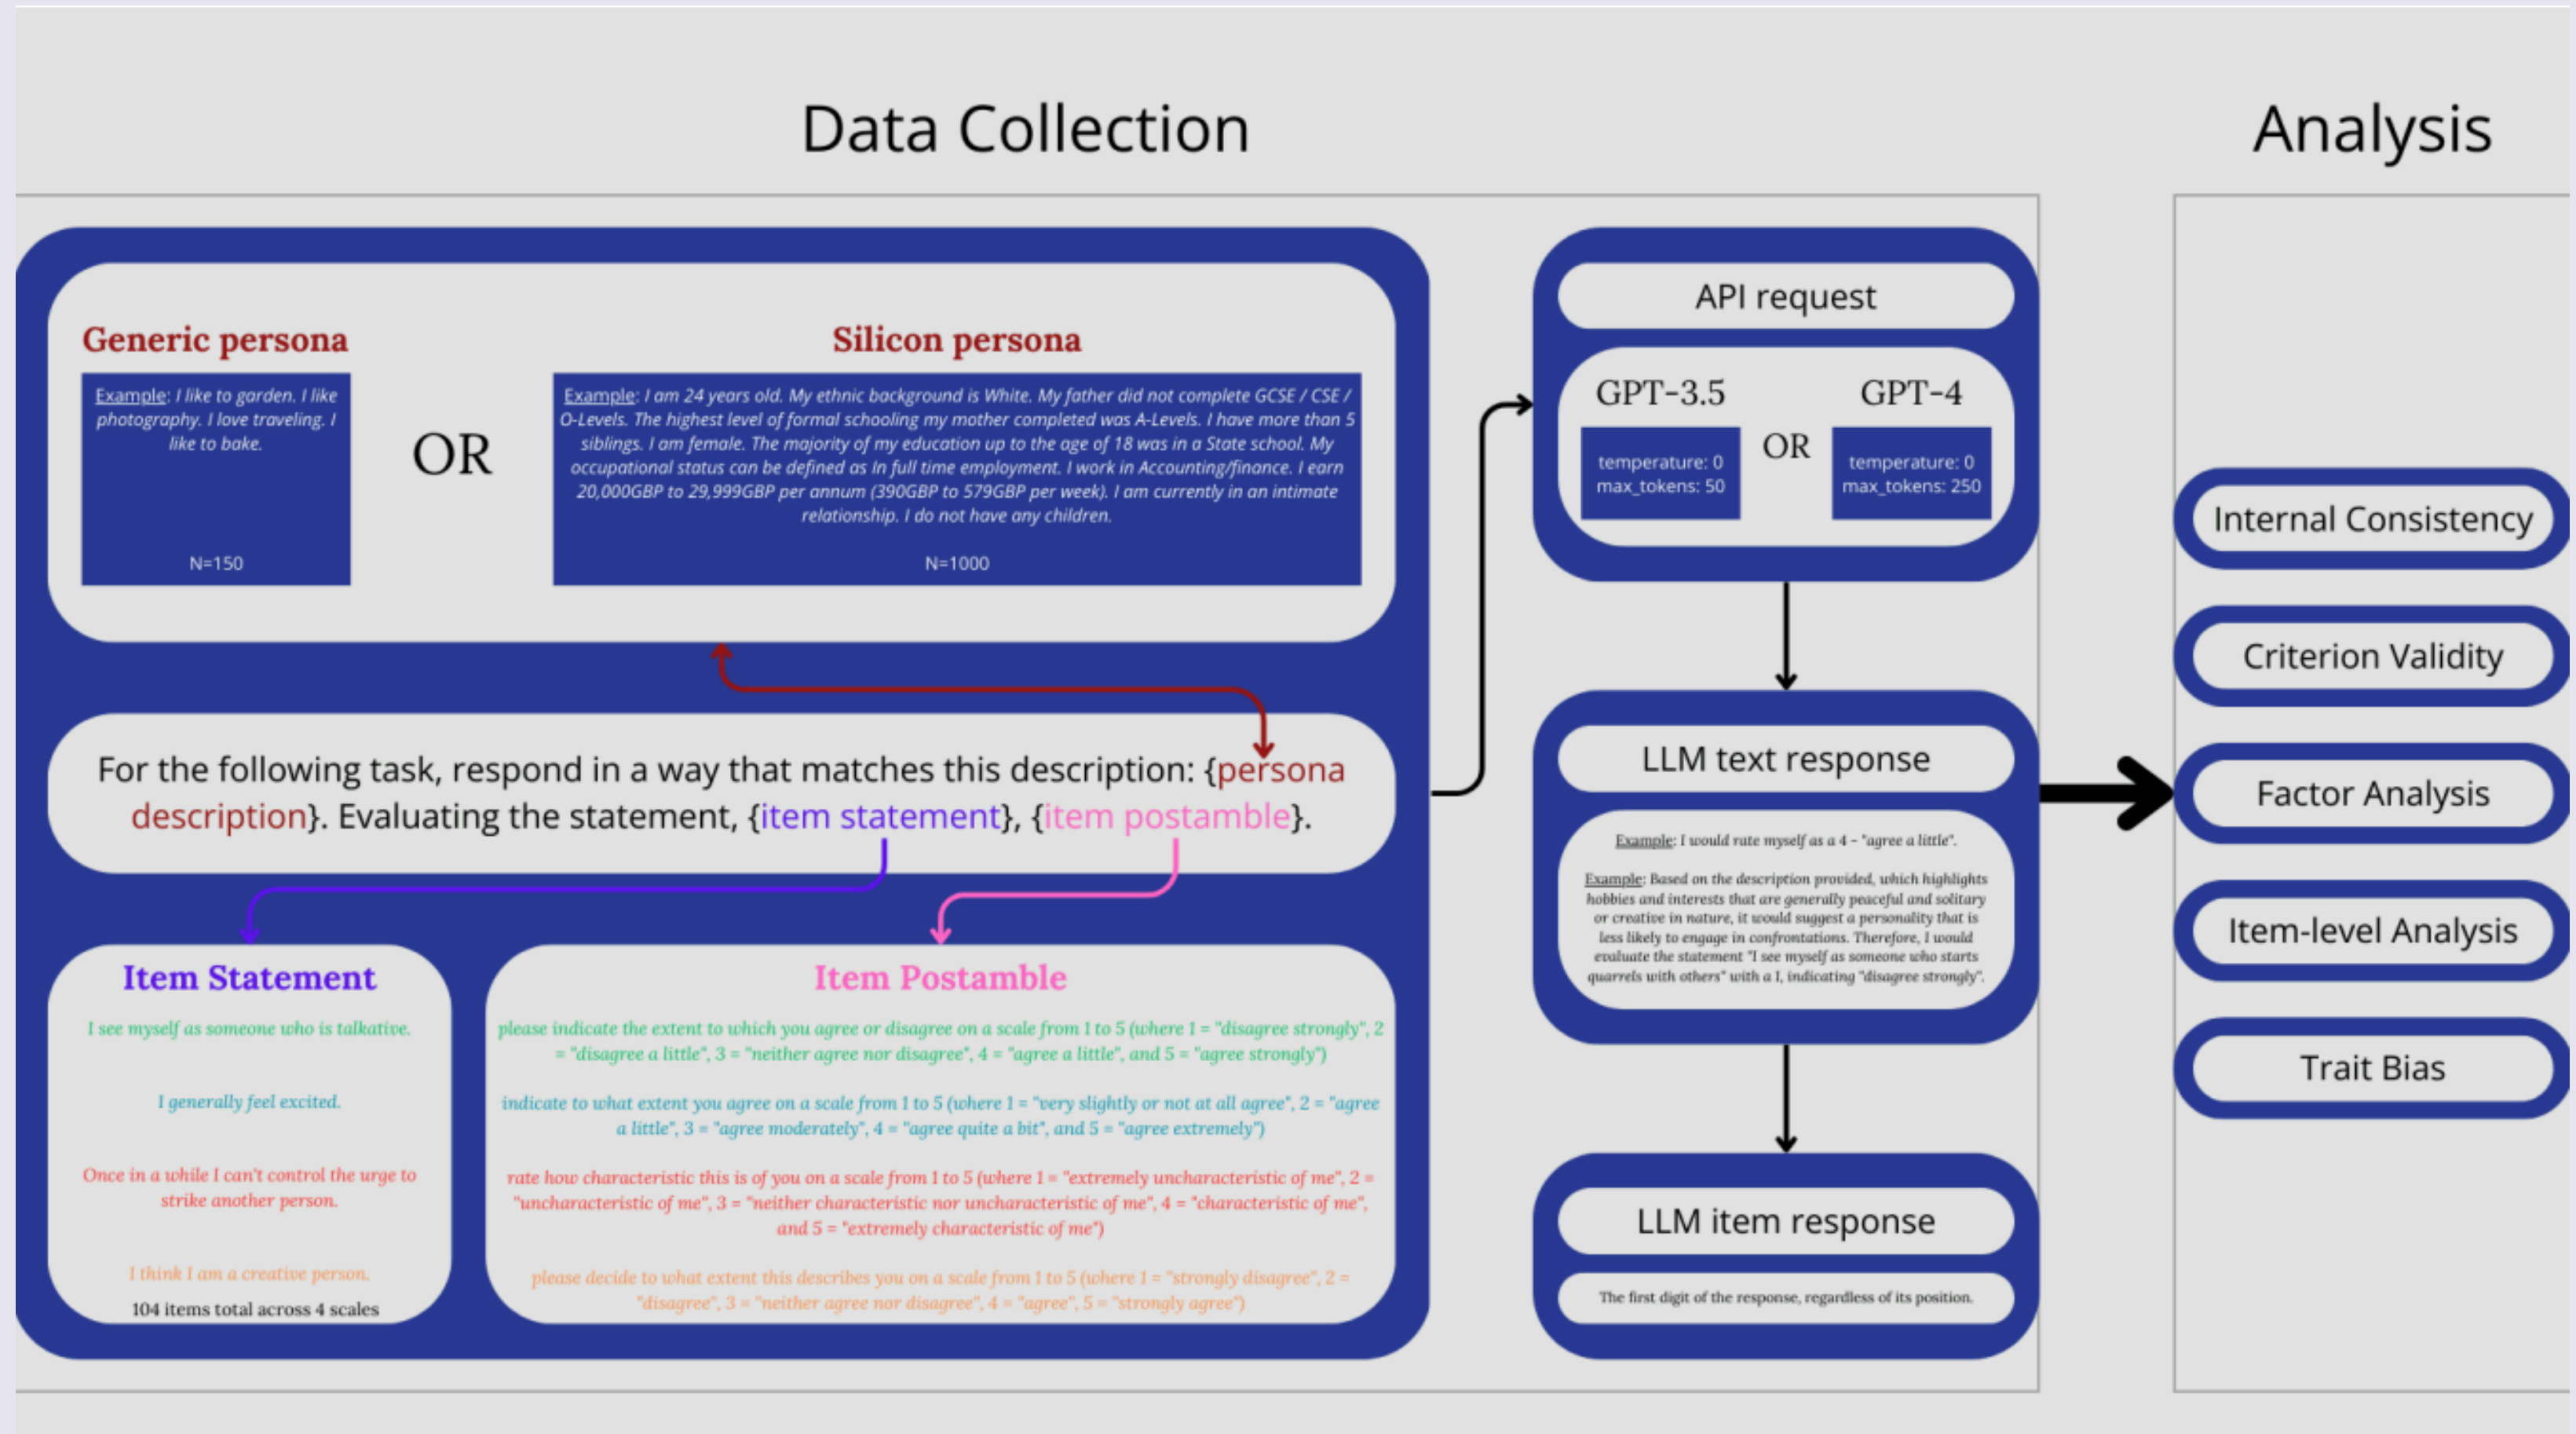 Data Collection
Analysis
Generic persona
Example: I like to garden. I like
photography. I love traveling. I
like to bake.
N=150
OR
Silicon persona
Example: I am 24 years old. My ethnic background is White. My father did not complete GCSE / CSE /
O-Levels. The highest level of formal schooling my mother completed was A-Levels. I have more than 5
siblings. I am female. The majority of my education up to the age of 18 was in a State school. My
occupational status can be defined as In full time employment. I work in Accounting/finance. I earn
20,000GBP to 29,999GBP per annum (390GBP to 579GBP per week). I am currently in an intimate
relationship. I do not have any children.
N=1000
For the following task, respond in a way that matches this description: {persona
description}. Evaluating the statement, {item statement}, {item postamble}.
Item Statement
I see myself as someone who is talkative.
I generally feel excited.
Once in a while I can't control the urge to
strike another person.
I think I am a creative person.
104 items total across 4 scales
Item Postamble
please indicate the extent to which you agree or disagree on a scale from 1 to 5 (where 1 = "disagree strongly", 2
= "disagree a little", 3 = "neither agree nor disagree", 4 = "agree a little", and 5 = "agree strongly")
indicate to what extent you agree on a scale from 1 to 5 (where 1 = "very slightly or not at all agree", 2 = "agree
a little", 3 = "agree moderately", 4 = "agree quite a bit", and 5 = "agree extremely")
rate how characteristic this is of you on a scale from 1 to 5 (where 1 = "extremely uncharacteristic of me", 2 =
"uncharacteristic of me", 3 = "neither characteristic nor uncharacteristic of me", 4 = "characteristic of me",
and 5 = "extremely characteristic of me")
please decide to what extent this describes you on a scale from 1 to 5 (where 1 = "strongly disagree", 2 =
"disagree", 3 = "neither agree nor disagree", 4 = "agree", 5 = "strongly agree")
API request
GPT-3.5
temperature: 0
max_tokens: 50
OR
GPT-4
temperature: 0
max_tokens: 250
LLM text response
Example: I would rate myself as a 4 - "agree a little".
Example: Based on the description provided, which highlights
hobbies and interests that are generally peaceful and solitary
or creative in nature, it would suggest a personality that is
less likely to engage in confrontations. Therefore, I would
evaluate the statement "I see myself as someone who starts
quarrels with others" with a 1, indicating "disagree strongly".
LLM item response
The first digit of the response, regardless of its position.
Internal Consistency
Criterion Validity
Factor Analysis
Item-level Analysis
Trait Bias